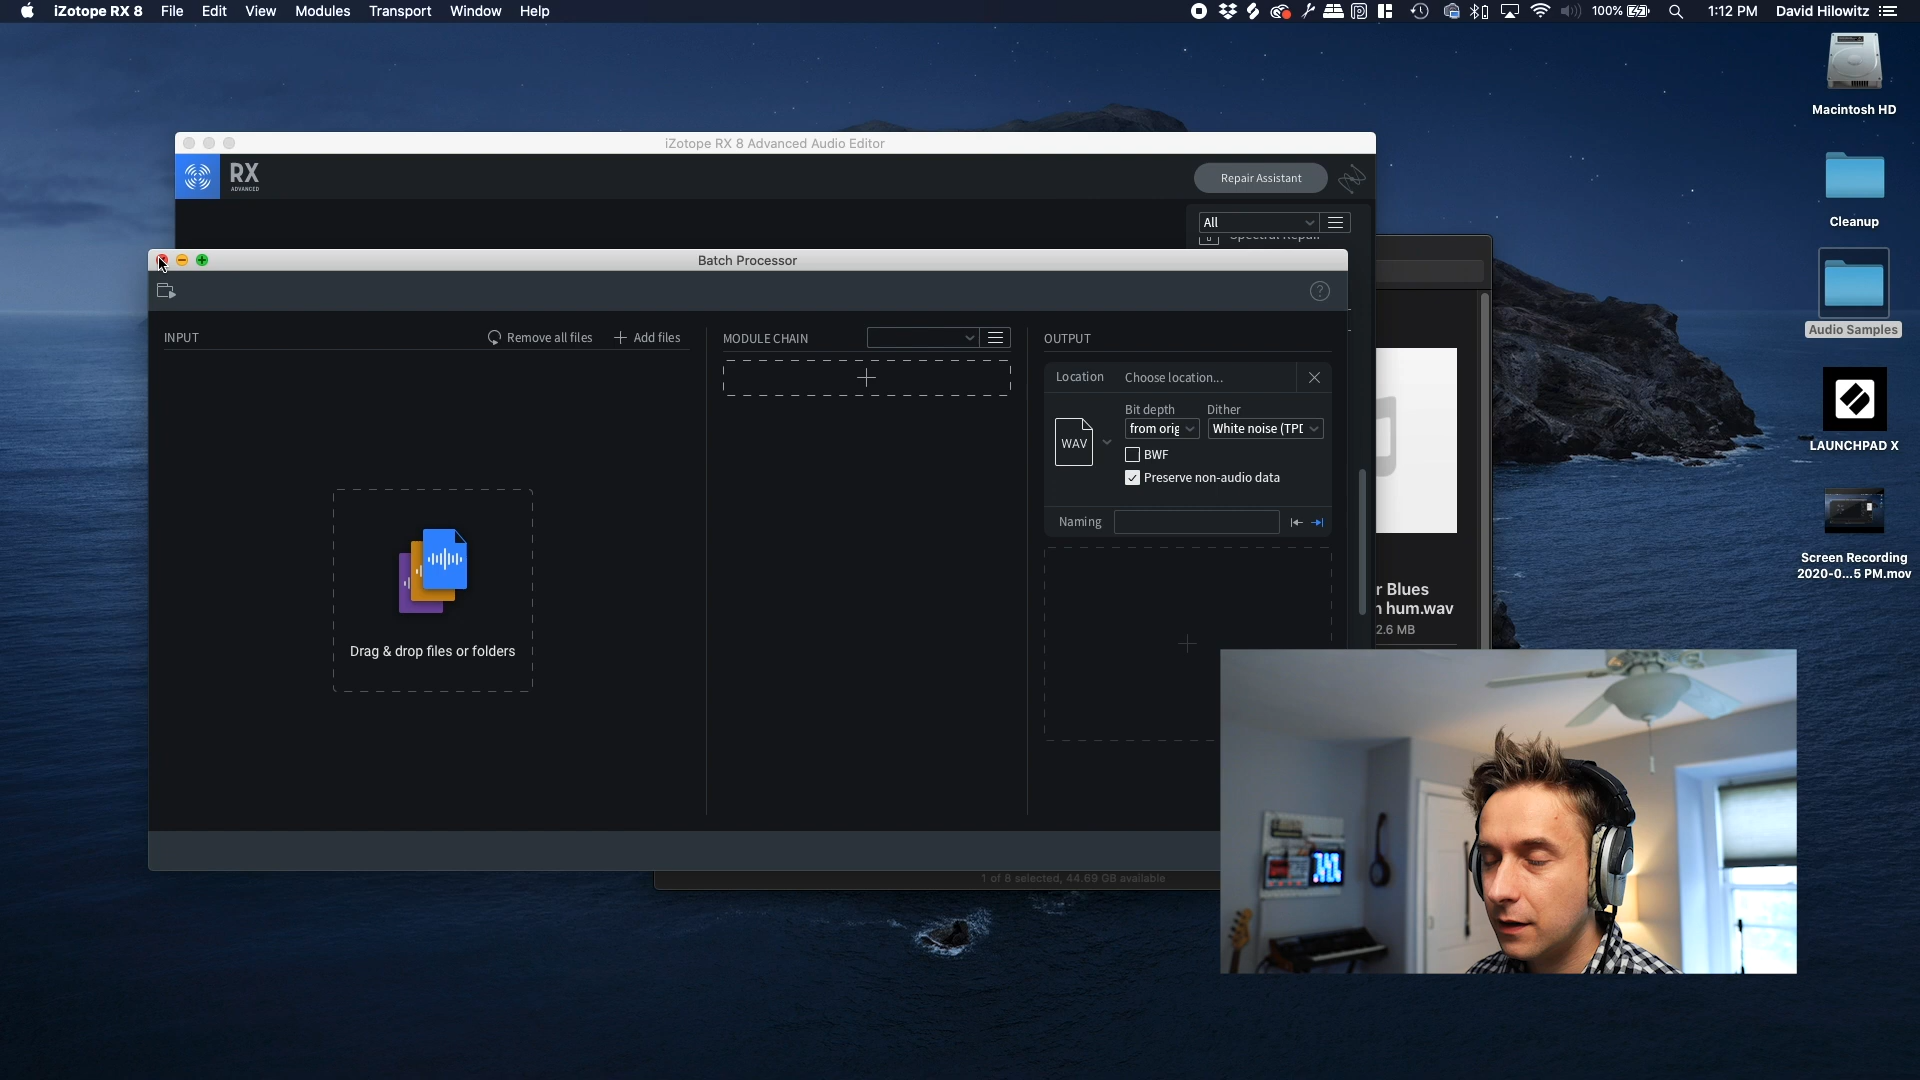 iZotope RX 8 File Edit View Modules Transport Window Help
100% 1:12 PM David Hilowitz
Macintosh HD
Cleanup
Audio Samples
LAUNCHPAD X
Screen Recording
2020-0...5 PM.mov
iZotope RX 8 Advanced Audio Editor
RX
ADVANCED
Repair Assistant
All
Spectral Repair
Batch Processor
?
INPUT
Remove all files
Add files
MODULE CHAIN
OUTPUT
Location Choose location...
Bit depth Dither
from orig White noise (TPD
WAV
BWF
Preserve non-audio data
Naming
Drag & drop files or folders
r Blues
n hum.wav
2.6 MB
1 of 8 selected, 44.69 GB available